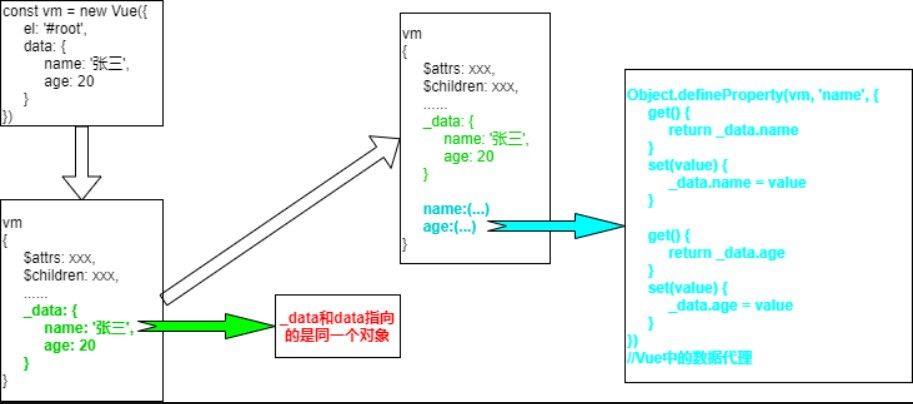 const vm = new Vue({
el: '#root',
data: {
name: '张三',
age: 20
}
})
vm
{
$attrs: xxx,
$children: xxx,
......
_data: {
name: '张三',
age: 20
}
}
_data和data指向
的是同一个对象
vm
{
$attrs: xxx,
$children: xxx,
......
_data: {
name: '张三',
age: 20
}
name:(...)
age:(...)
}
Object.defineProperty(vm, 'name', {
get() {
return _data.name
}
set(value) {
_data.name = value
}
get() {
return _data.age
}
set(value) {
_data.age = value
}
})
//Vue中的数据代理